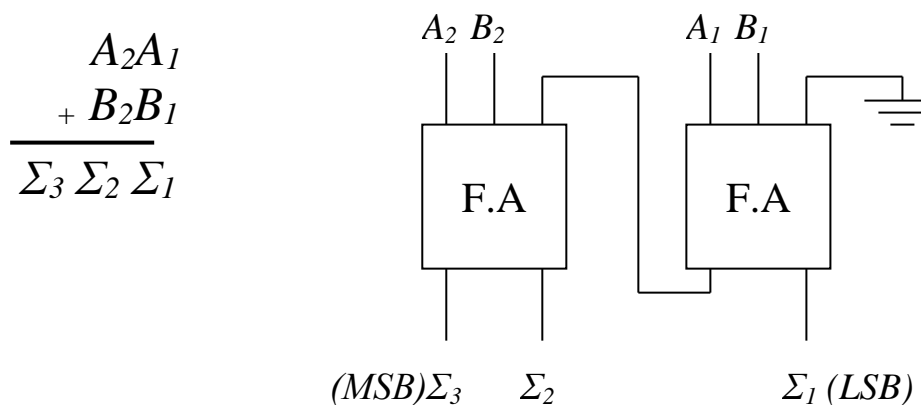 A₂A₁
+ B₂B₁
Σ₃ Σ₂ Σ₁
A₂ B₂ A₁ B₁
F.A F.A
(MSB)Σ₃ Σ₂ Σ₁ (LSB)